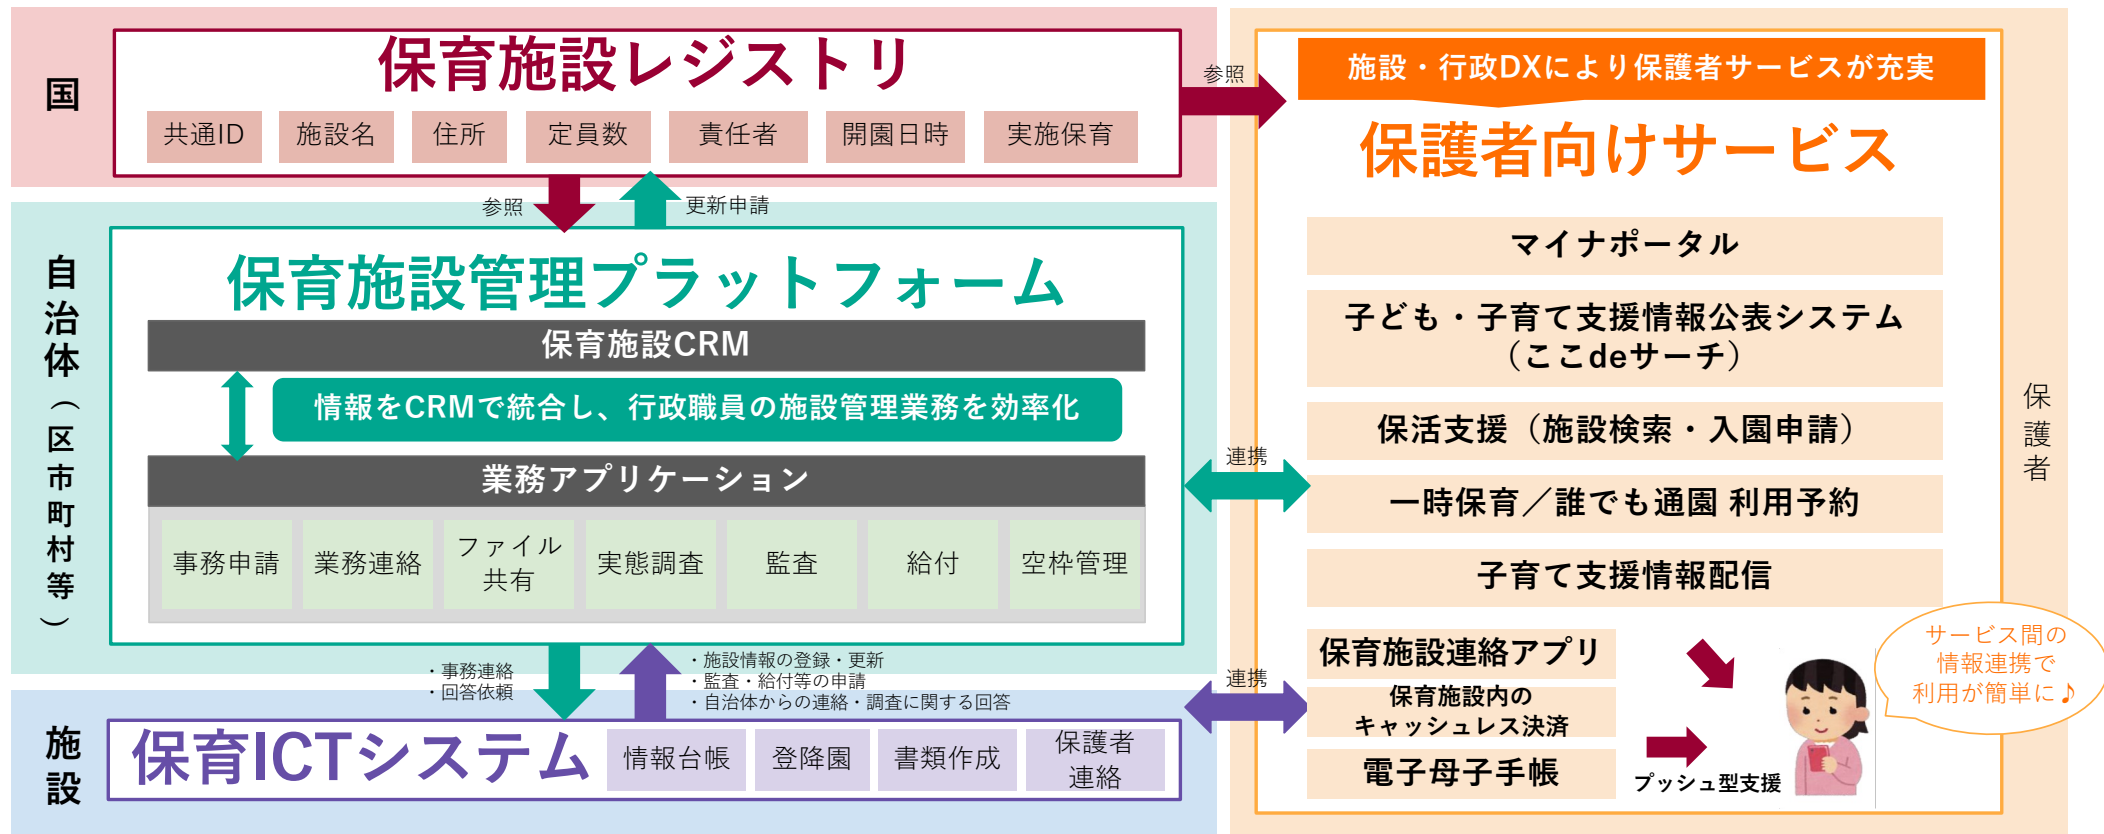 国
保育施設レジストリ
共通ID
施設名
住所
定員数
責任者
開園日時
実施保育
参照
参照
更新申請
自治体（区市町村等）
保育施設管理プラットフォーム
保育施設CRM
情報をCRMで統合し、行政職員の施設管理業務を効率化
業務アプリケーション
事務申請
業務連絡
ファイル
共有
実態調査
監査
給付
空枠管理
連携
・事務連絡
・回答依頼
・施設情報の登録・更新
・監査・給付等の申請
・自治体からの連絡・調査に関する回答
連携
施設
保育ICTシステム
情報台帳
登降園
書類作成
保護者
連絡
施設・行政DXにより保護者サービスが充実
保護者向けサービス
マイナポータル
子ども・子育て支援情報公表システム
（ここdeサーチ）
保活支援（施設検索・入園申請）
一時保育／誰でも通園 利用予約
子育て支援情報配信
保育施設連絡アプリ
保育施設内の
キャッシュレス決済
電子母子手帳
プッシュ型支援
サービス間の
情報連携で
利用が簡単に♪
保護者